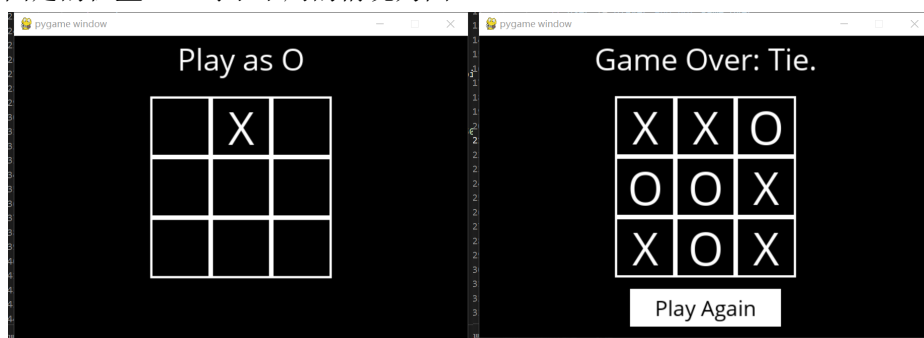 pygame window
Play as O
X
pygame window
Game Over: Tie.
X X O
O O X
X O X
Play Again